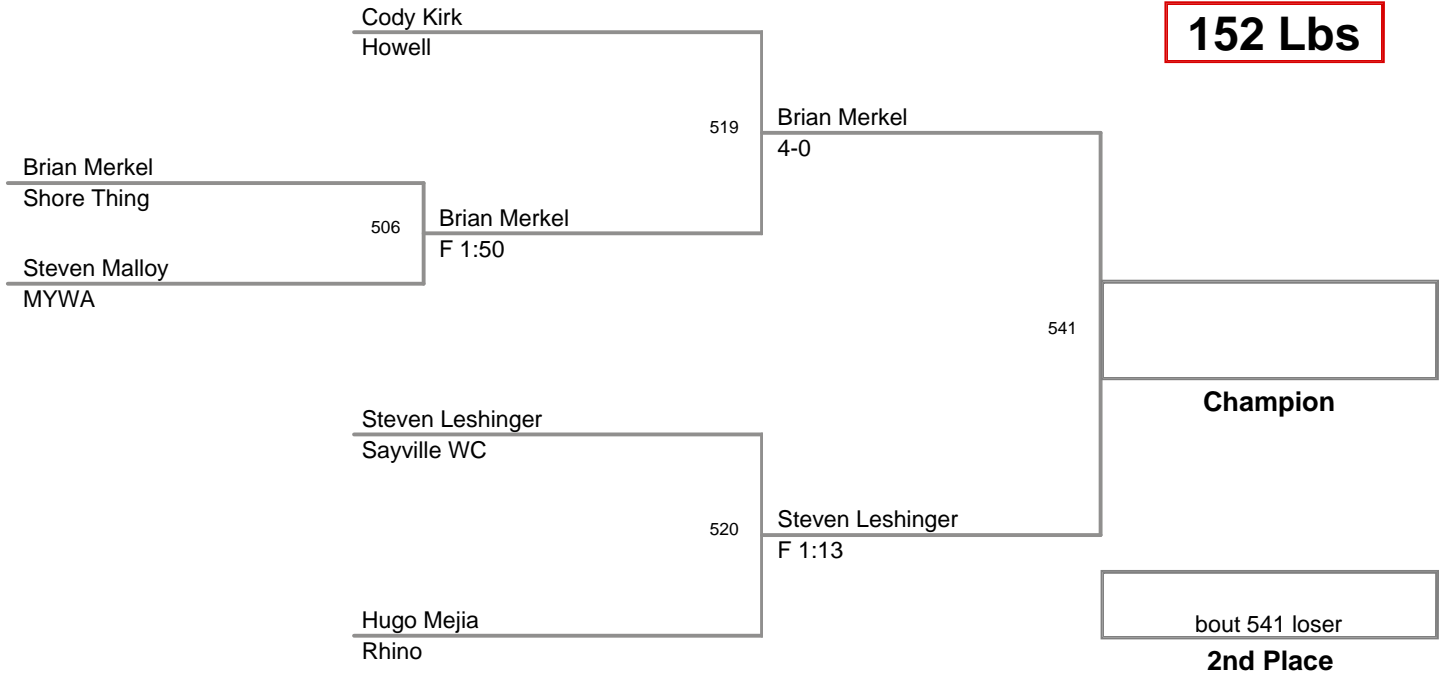 Cody Kirk
Howell
152 Lbs
519
Brian Merkel
4-0
Brian Merkel
Shore Thing
506
Brian Merkel
F 1:50
Steven Malloy
MYWA
541
Champion
Steven Leshinger
Sayville WC
520
Steven Leshinger
F 1:13
Hugo Mejia
Rhino
bout 541 loser
2nd Place